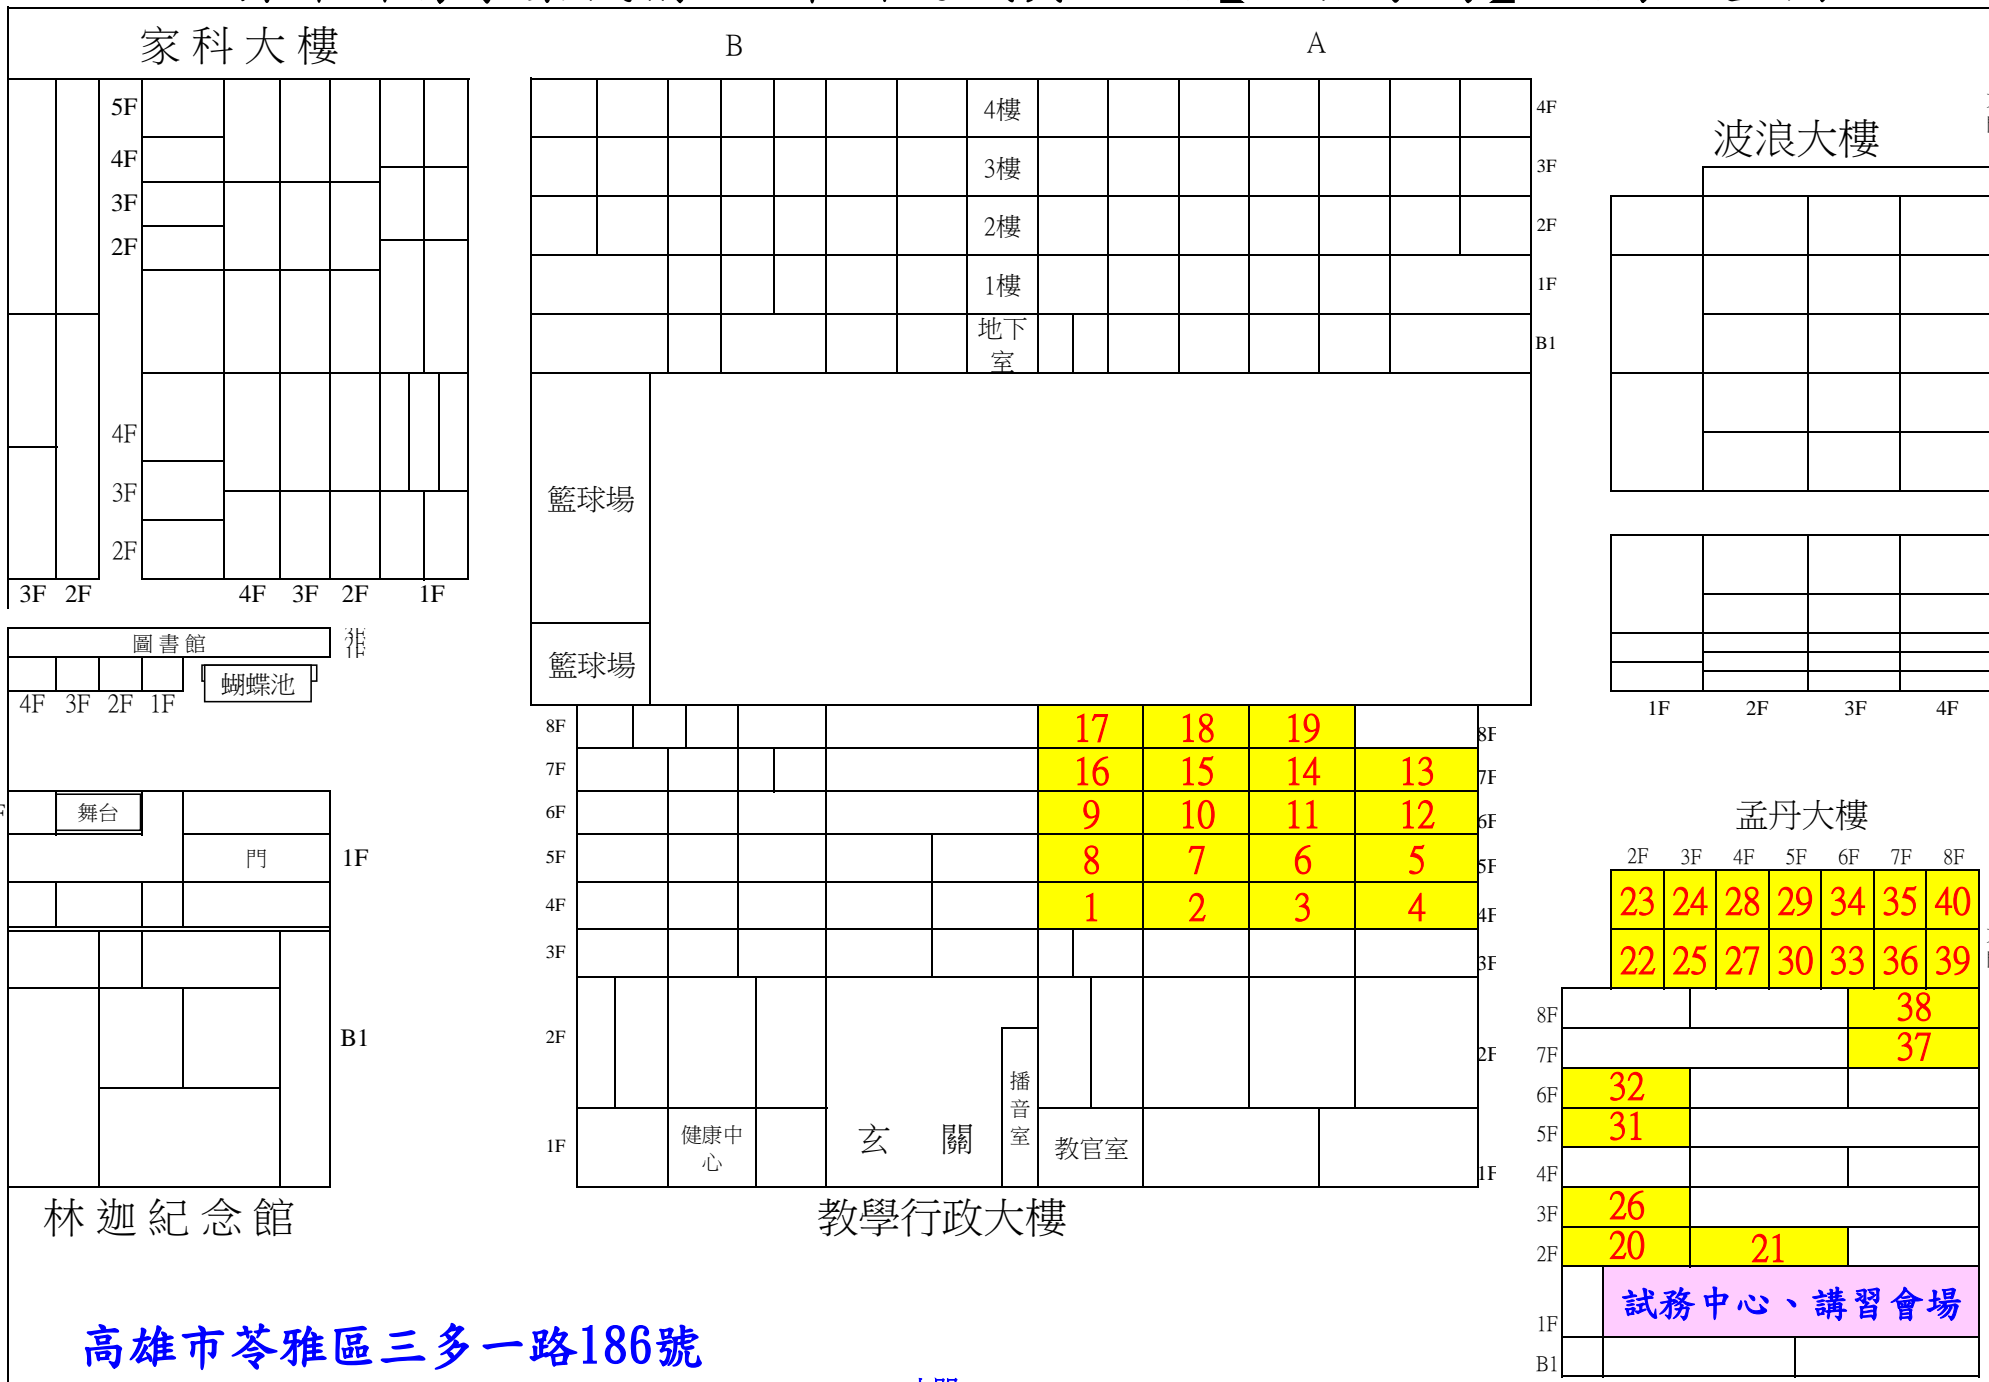 家科大樓
B
A
波浪大樓
5F
4F
3F
2F
4F
3F
2F
3F 2F
4F 3F 2F 1F
4樓
3樓
2樓
1樓
地下室
4F
3F
2F
1F
B1
籃球場
籃球場
圖書館
蝴蝶池
4F 3F 2F 1F
1F 2F 3F 4F
舞台
門
1F
B1
林迦紀念館
8F 17 18 19 8F
7F 16 15 14 13 7F
6F 9 10 11 12 6F
5F 8 7 6 5 5F
4F 1 2 3 4 4F
3F 3F
2F 2F
播音室
1F 健康中心 玄關 教官室 1F
教學行政大樓
孟丹大樓
2F 3F 4F 5F 6F 7F 8F
23 24 28 29 34 35 40
22 25 27 30 33 36 39
8F 38
7F 37
6F 32
5F 31
4F
3F 26
2F 20 21
1F 試務中心、講習會場
B1
高雄市苓雅區三多一路186號